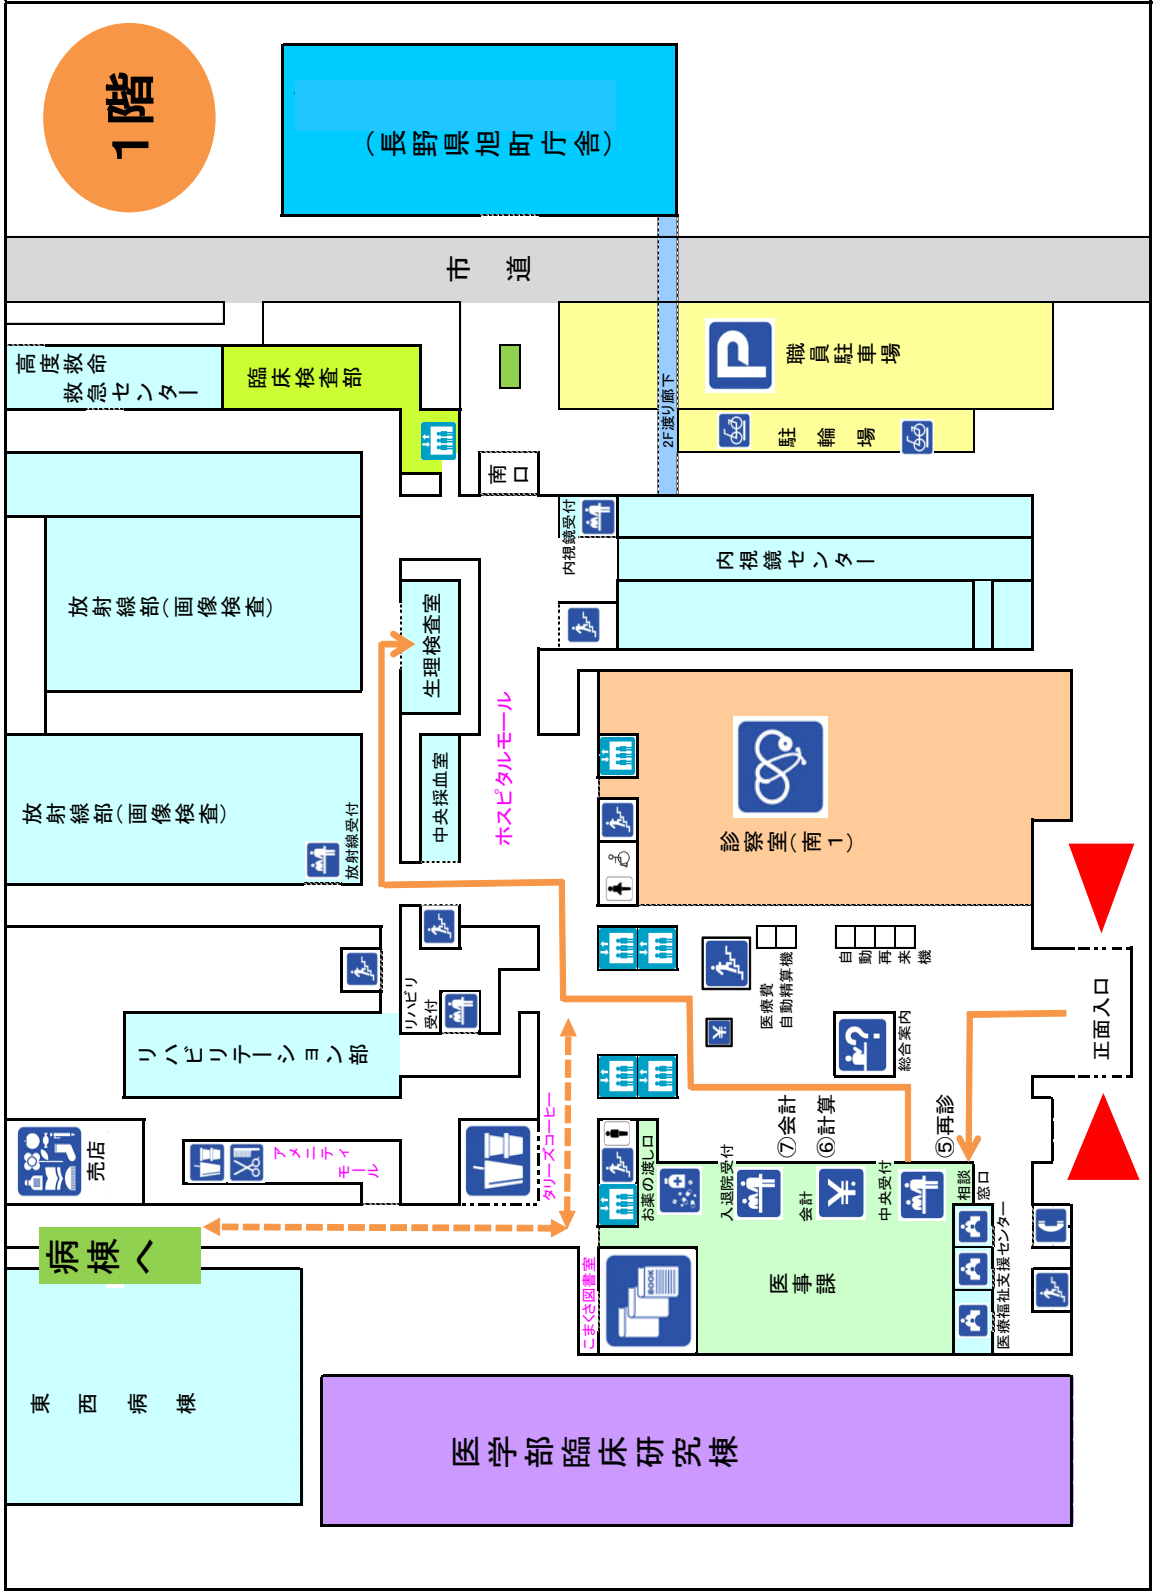 1階
(長野県旭町庁舎)
市道
高度救命
救急センター
臨床検査部
職員駐車場
駐輪場
2F渡り廊下
南口
内視鏡受付
内視鏡センター
放射線部(画像検査)
生理検査室
放射線部(画像検査)
放射線受付
中央採血室
ホスピタルモール
診察室(南1)
リハビリ
受付
リハビリテーション部
医療費
自動精算機
自動再来機
総合案内
正面入口
売店
アメニティ
モール
タリーズコーヒー
お薬の渡し口
入退院受付
⑦会計
⑥計算
会計
中央受付
⑤再診
相談
窓口
医療福祉支援センター
病棟へ
こまくさ図書室
BOOK
医事課
東西病棟
医学部臨床研究棟